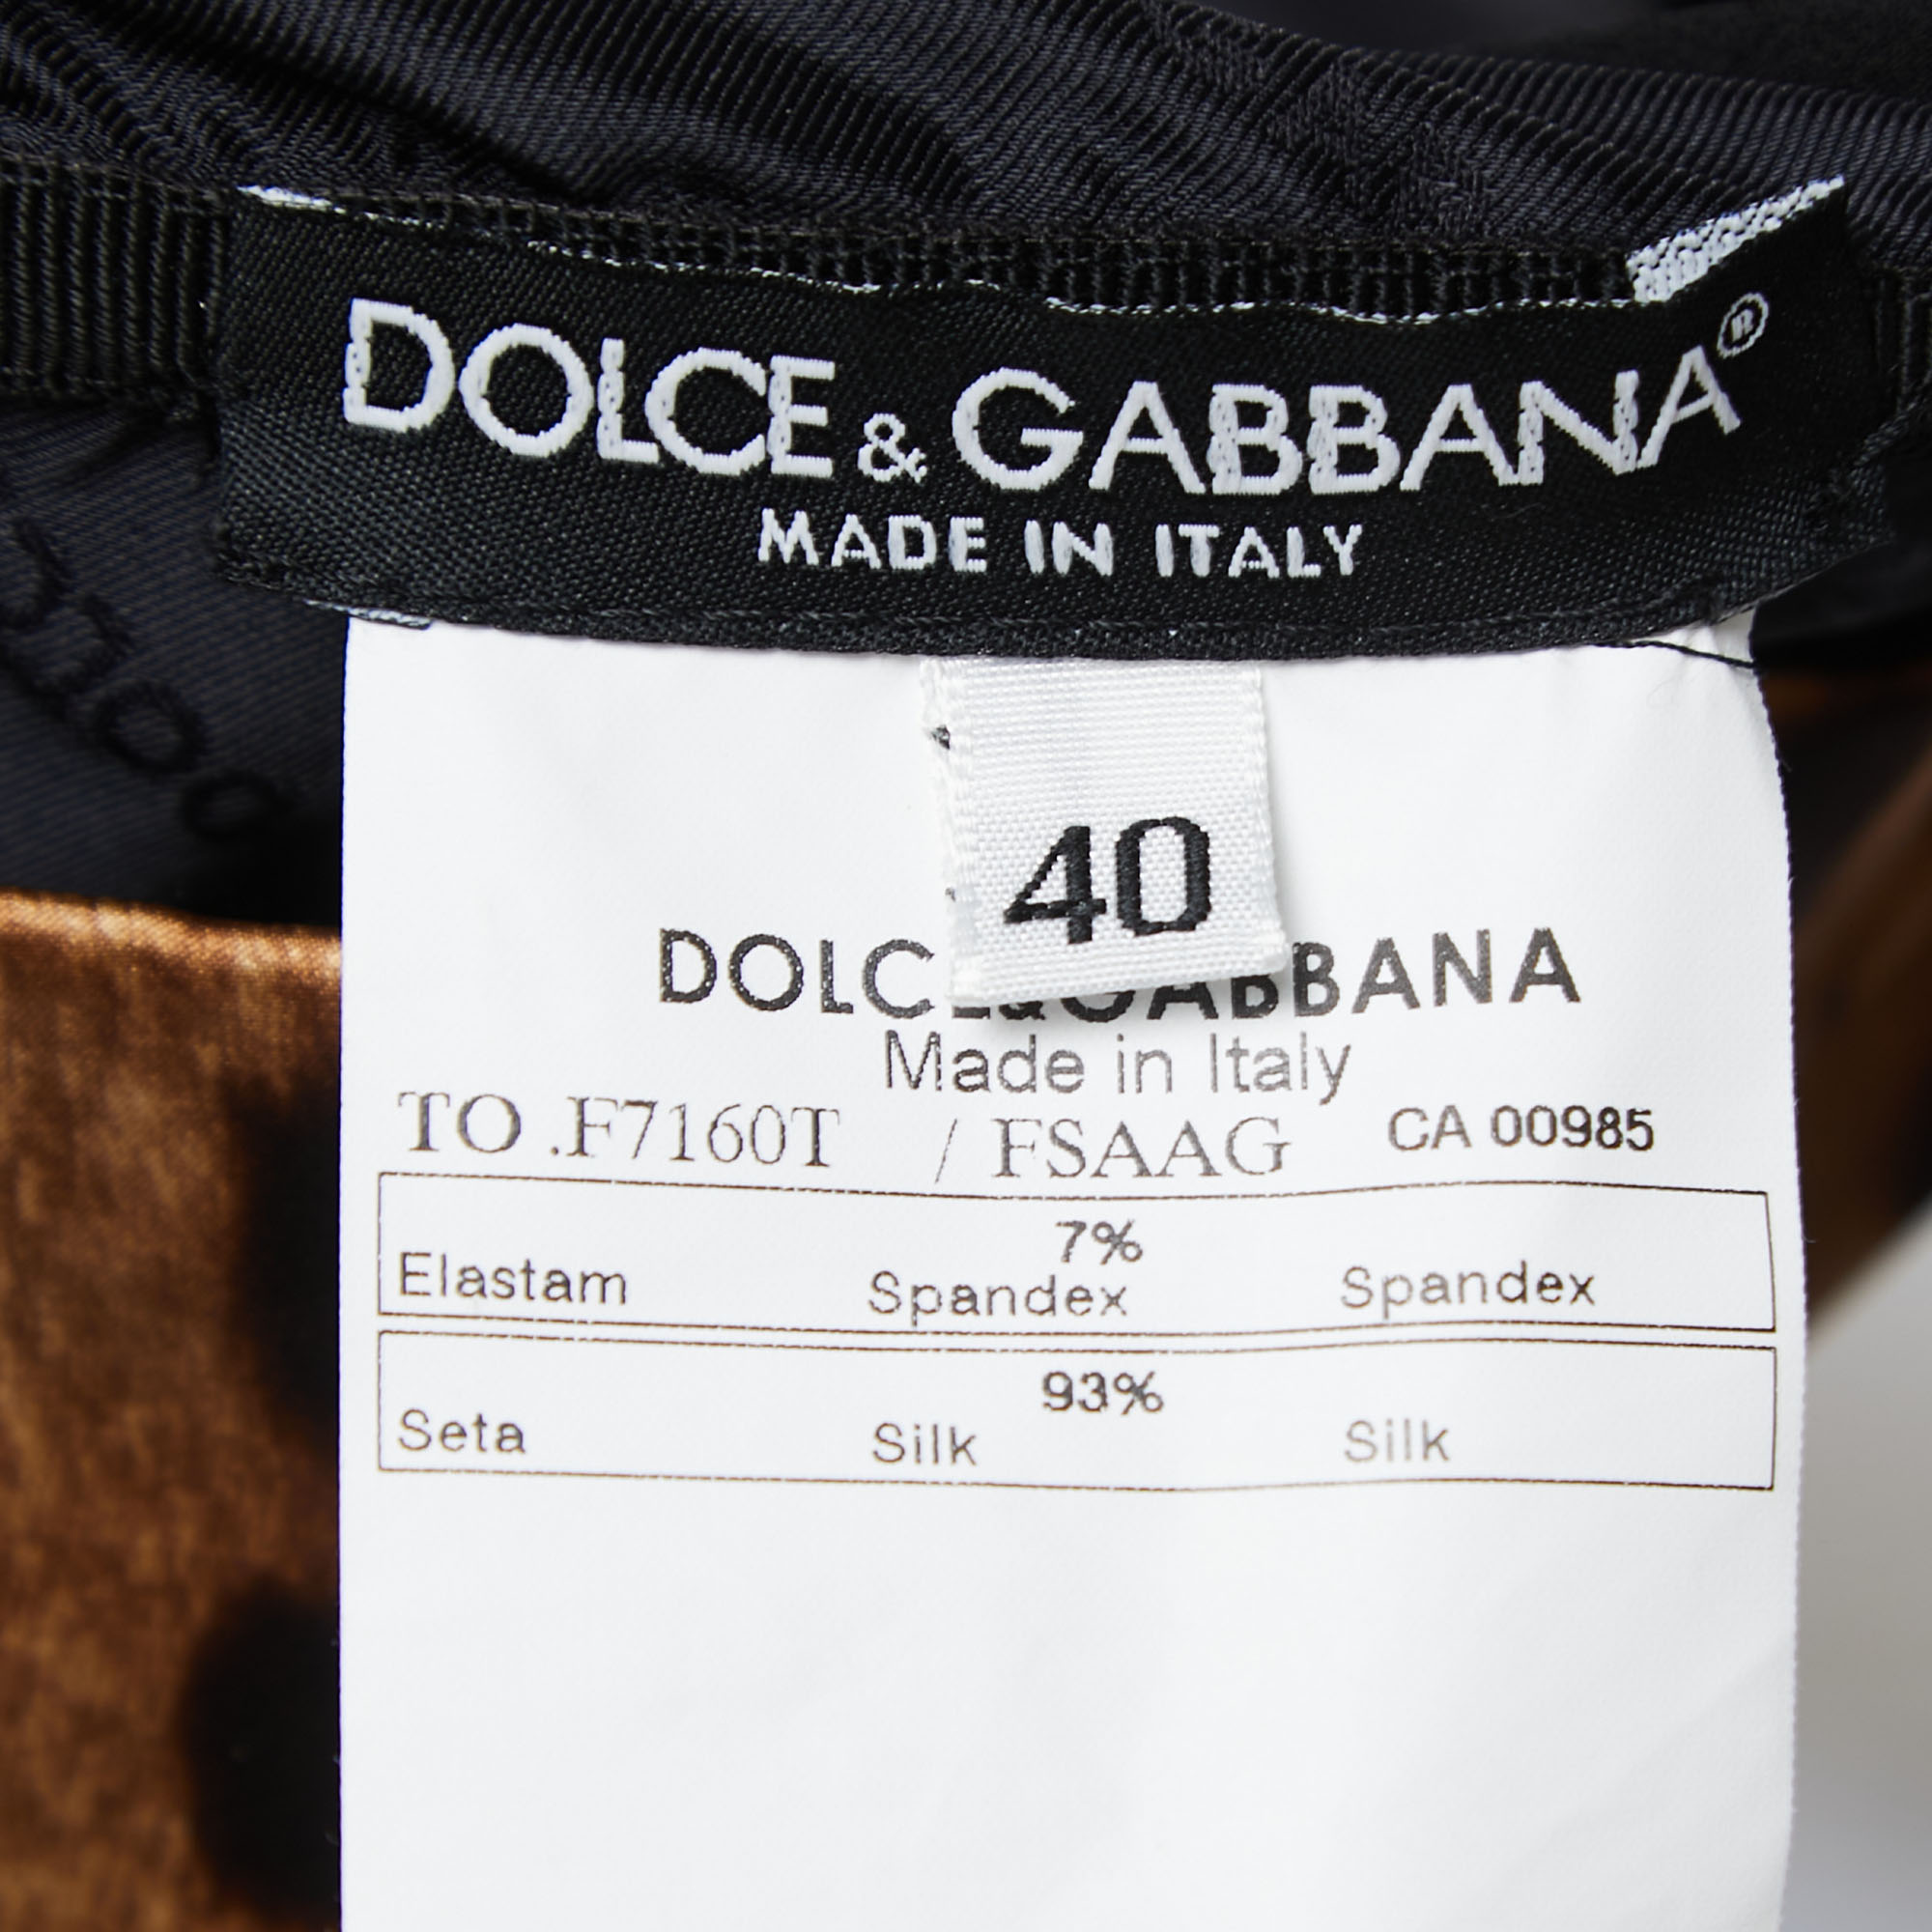 DOLCE & GABBANA®
MADE IN ITALY
40
DOLCE&GABBANA
Made in Italy
TO .F7160T / FSAAG CA 00985
7%
Elastam Spandex Spandex
93%
Seta Silk Silk